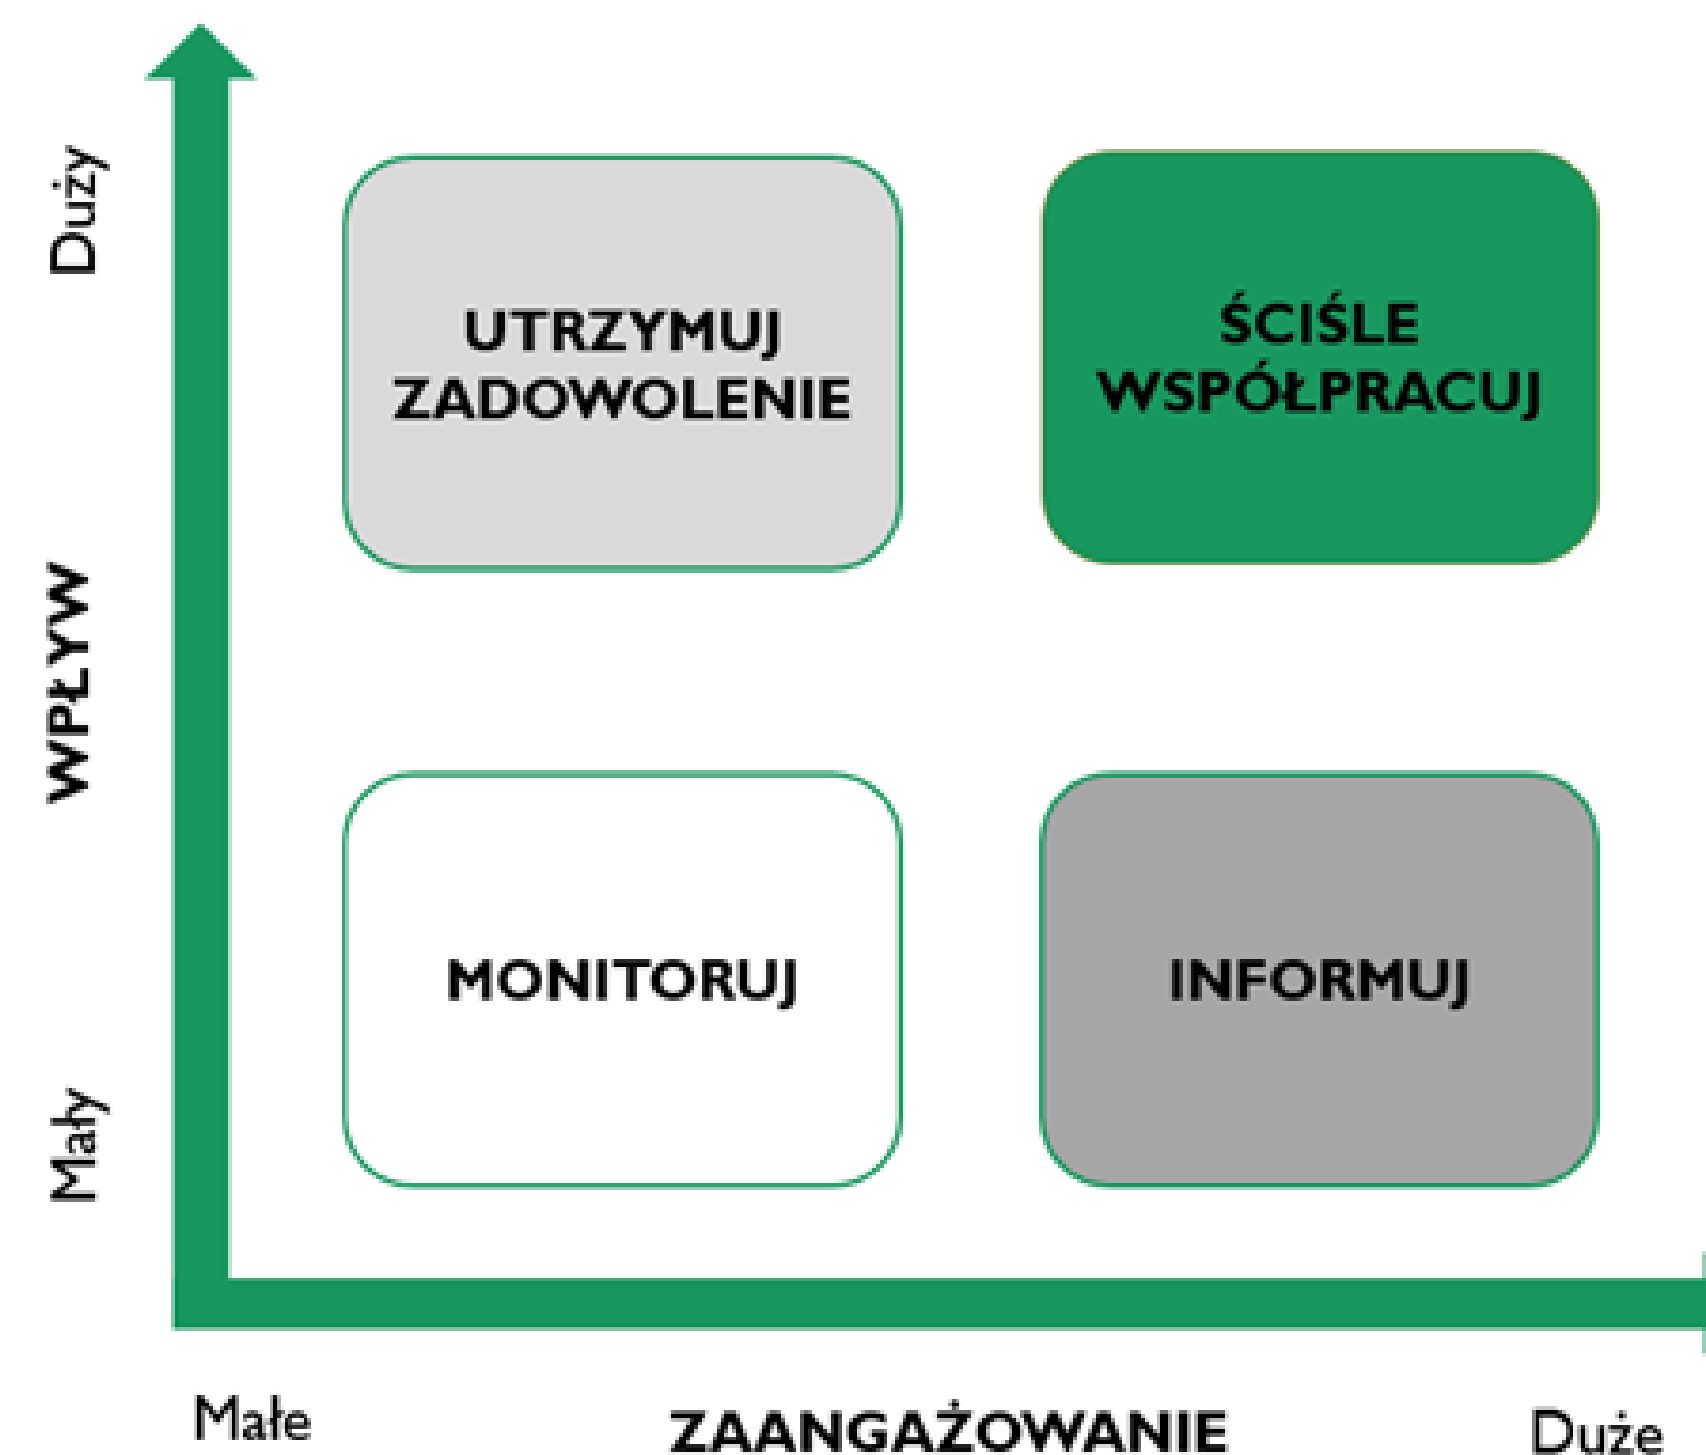 Duży
UTRZYMUJ
ZADOWOLENIE
ŚCIŚLE
WSPÓŁPRACUJ
WPŁYW
MONITORUJ
INFORMUJ
Mały
Małe
ZAANGAŻOWANIE
Duże